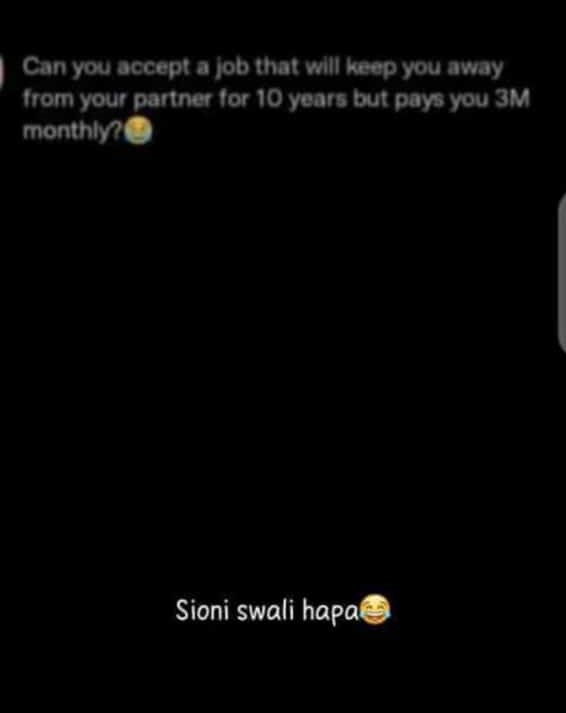 Can you accept a job that will keep you away
from your partner for 10 years but pays you 3M
monthly?😭
Sioni swali hapa😂